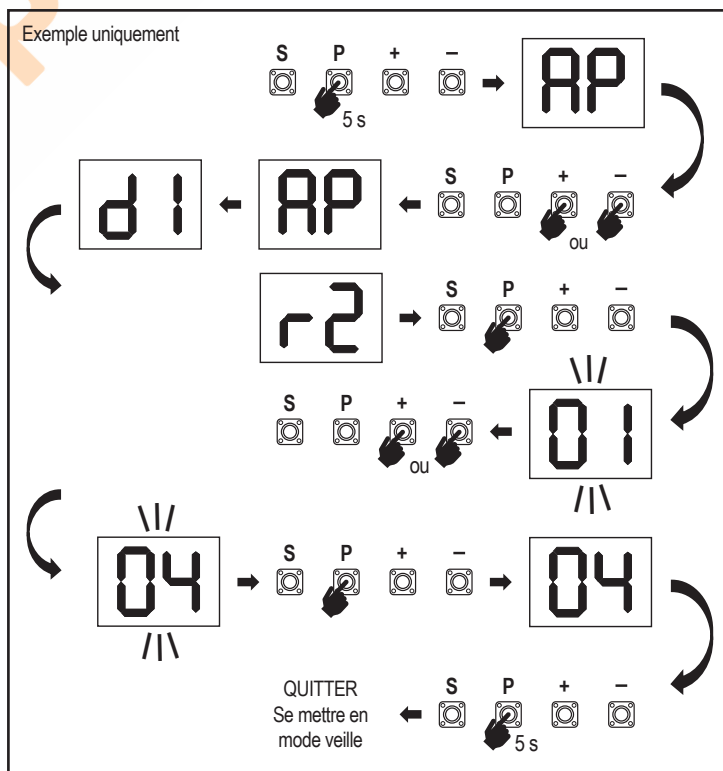 Exemple uniquement
S P + −
5 s
AP
S P + −
ou
AP
d1
r2
S P + −
01
S P + −
ou
04
S P + −
04
S P + −
5 s
QUITTER
Se mettre en
mode veille